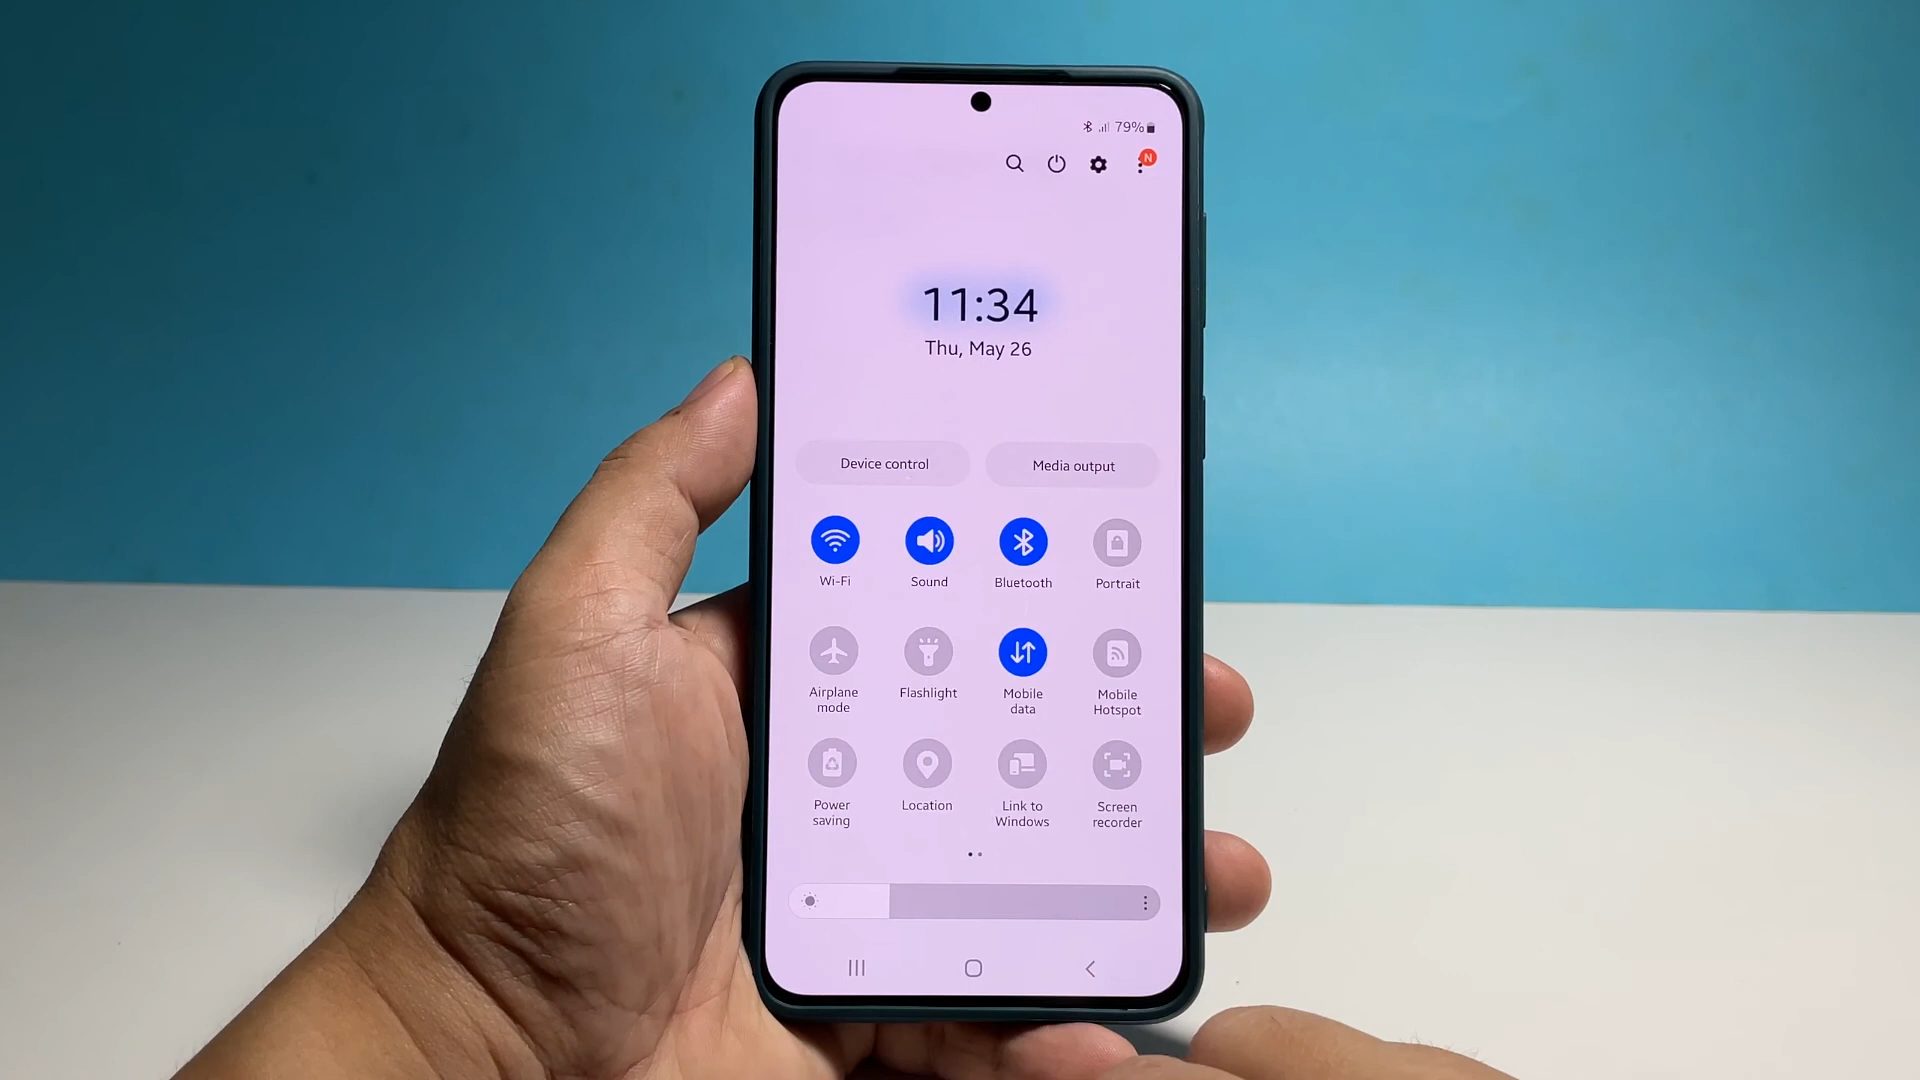 79%
N
11:34
Thu, May 26
Device control
Media output
Wi-Fi
Sound
Bluetooth
Portrait
Airplane
mode
Flashlight
Mobile
data
Mobile
Hotspot
Power
saving
Location
Link to
Windows
Screen
recorder